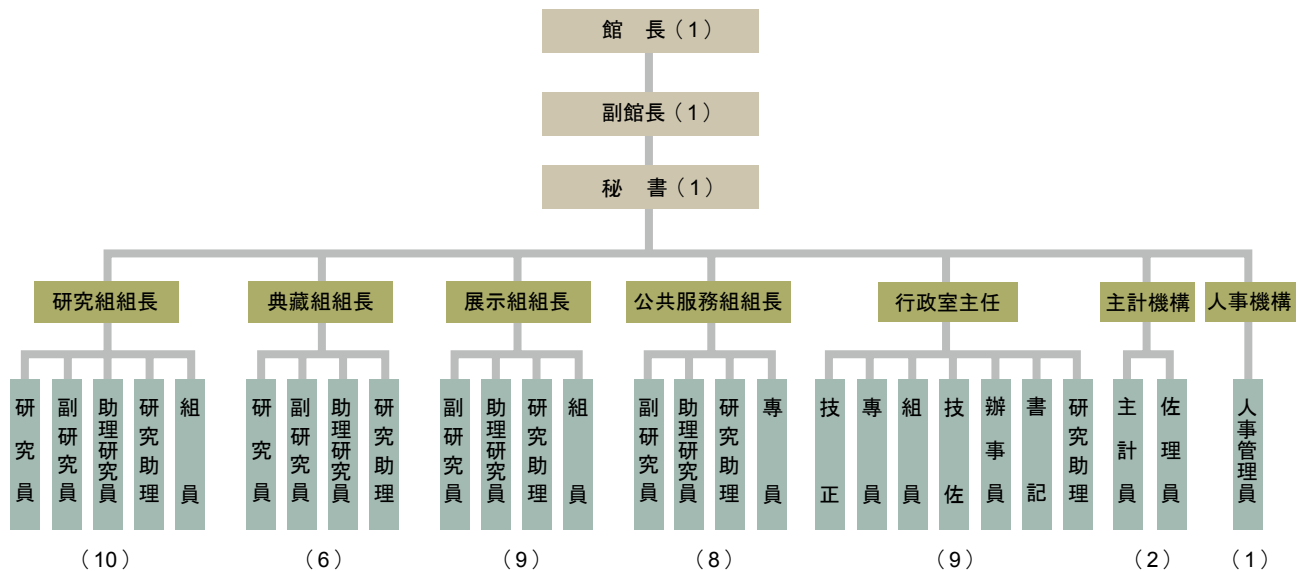 館　長（1）
副館長（1）
秘　書（1）
研究組組長
典藏組組長
展示組組長
公共服務組組長
行政室主任
主計機構
人事機構
研究員
副研究員
助理研究員
研究助理
組員
研究員
副研究員
助理研究員
研究助理
副研究員
助理研究員
研究助理
組員
副研究員
助理研究員
研究助理
專員
技正
專員
組員
技佐
辦事員
書記
研究助理
主計員
佐理員
人事管理員
（10）
（6）
（9）
（8）
（9）
（2）
（1）